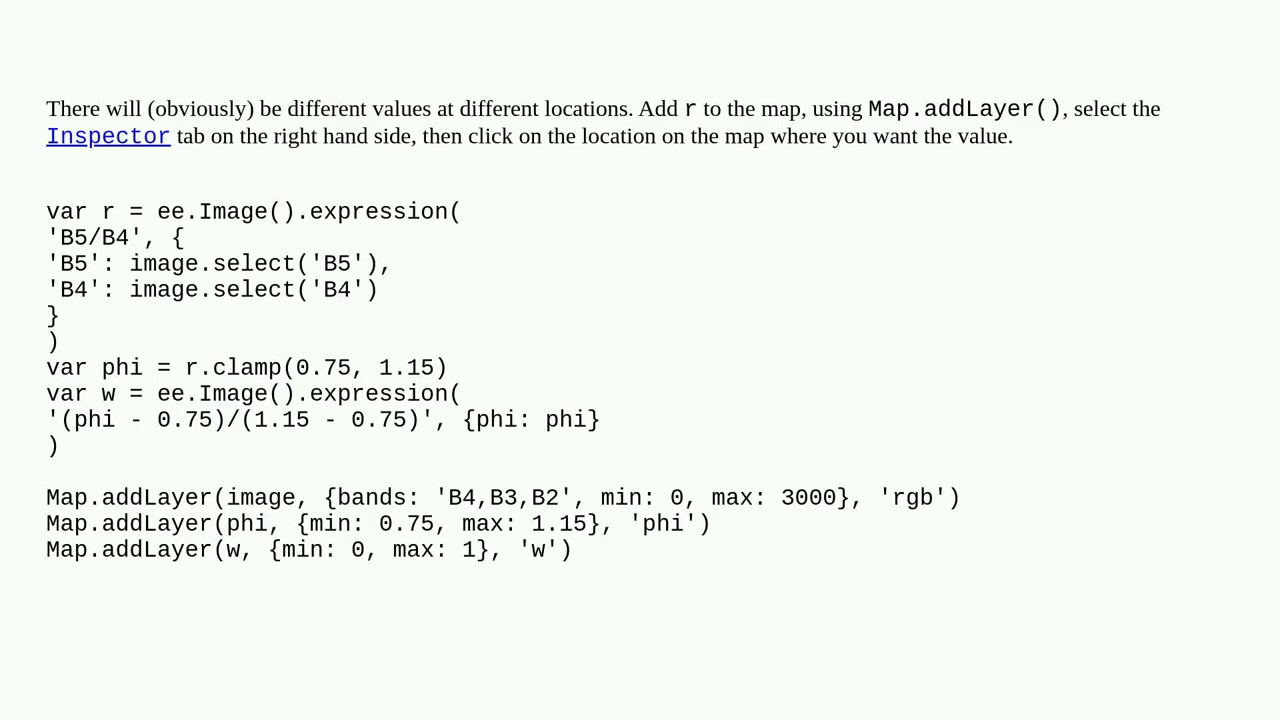 There will (obviously) be different values at different locations. Add r to the map, using Map.addLayer(), select the
Inspector tab on the right hand side, then click on the location on the map where you want the value.
var r = ee.Image().expression(
'B5/B4', {
'B5': image.select('B5'),
'B4': image.select('B4')
}
)
var phi = r.clamp(0.75, 1.15)
var w = ee.Image().expression(
'(phi - 0.75)/(1.15 - 0.75)', {phi: phi}
)
Map.addLayer(image, {bands: 'B4,B3,B2', min: 0, max: 3000}, 'rgb')
Map.addLayer(phi, {min: 0.75, max: 1.15}, 'phi')
Map.addLayer(w, {min: 0, max: 1}, 'w')